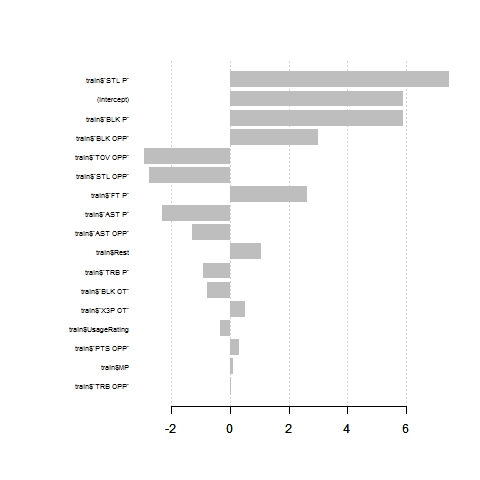 train$`STL P`
(Intercept)
train$`BLK P`
train$`BLK OPP`
train$`TOV OPP`
train$`STL OPP`
train$`FT P`
train$`AST P`
train$`AST OPP`
train$Rest
train$`TRB P`
train$`BLK OT`
train$`X3P OT`
train$UsageRating
train$`PTS OPP`
train$MP
train$`TRB OPP`
-2 0 2 4 6